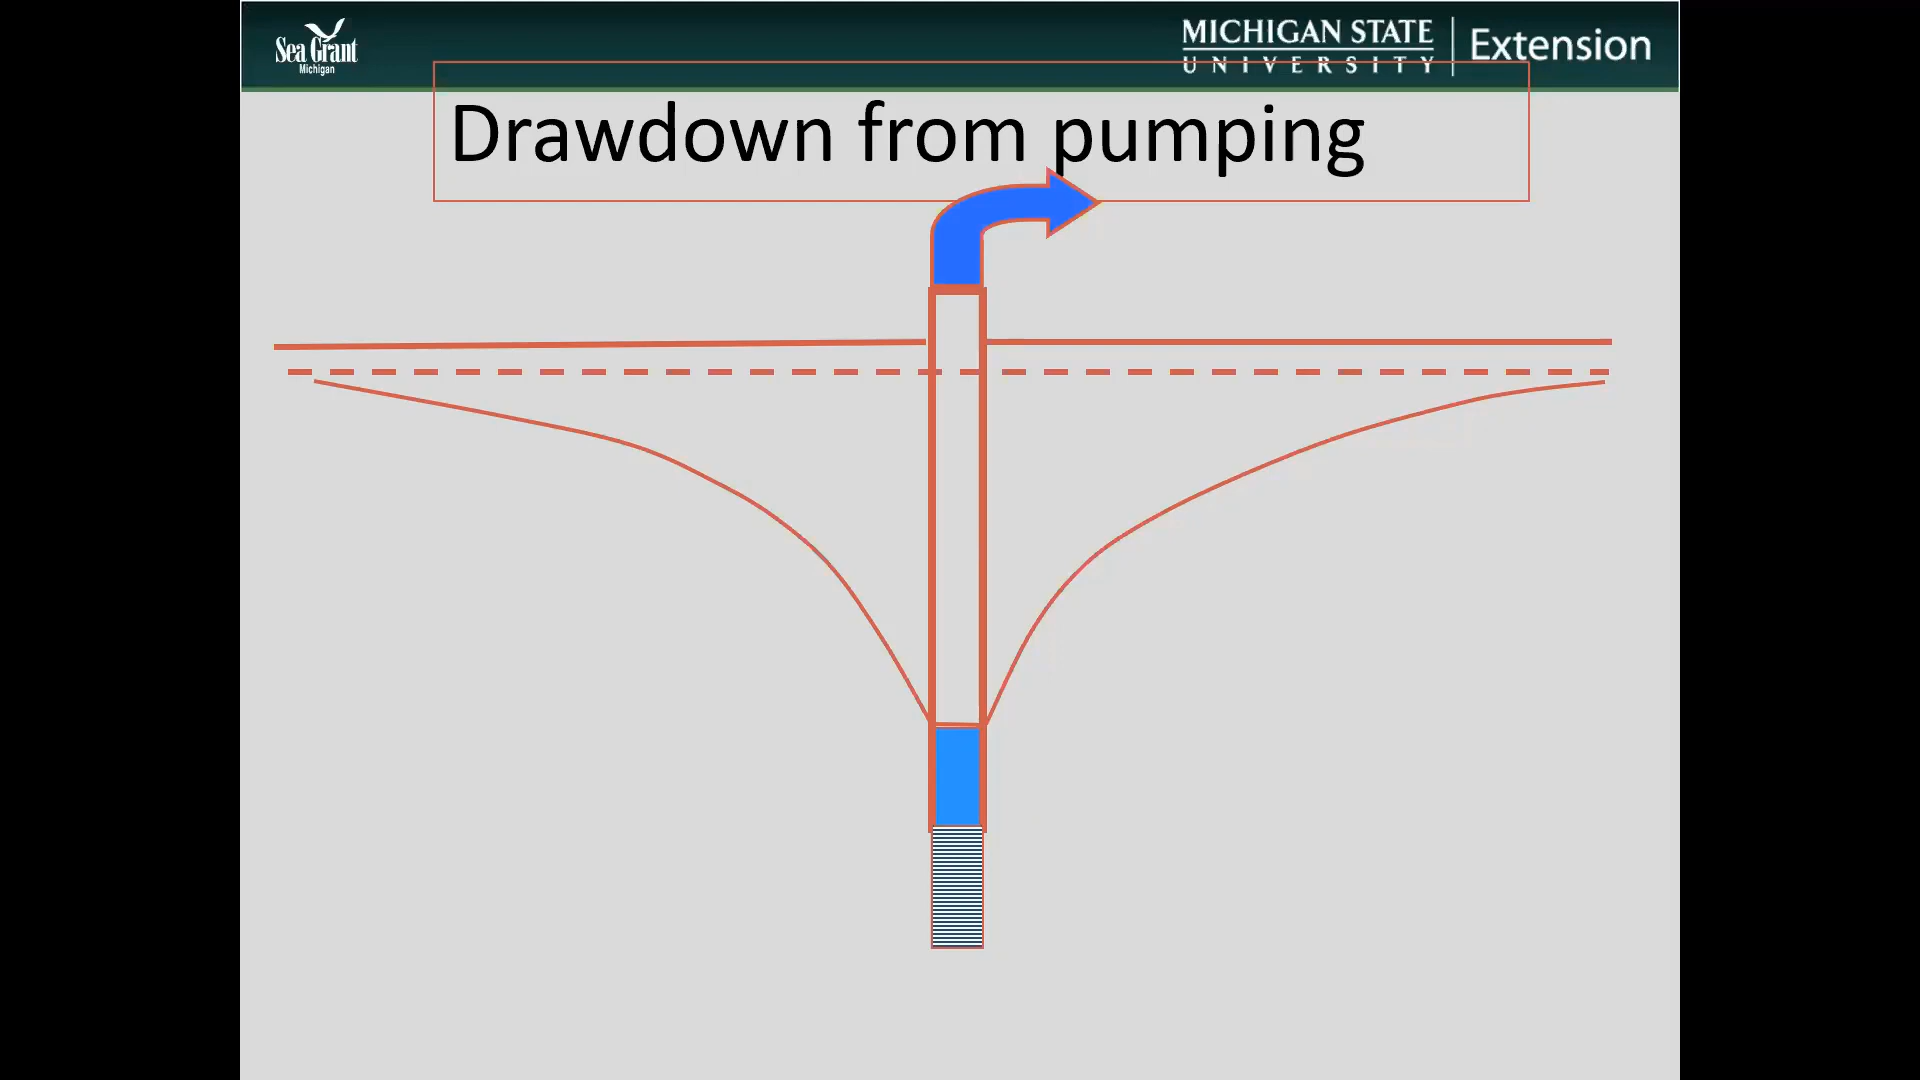 Sea Grant
Michigan
MICHIGAN STATE
UNIVERSITY
Extension
Drawdown from pumping